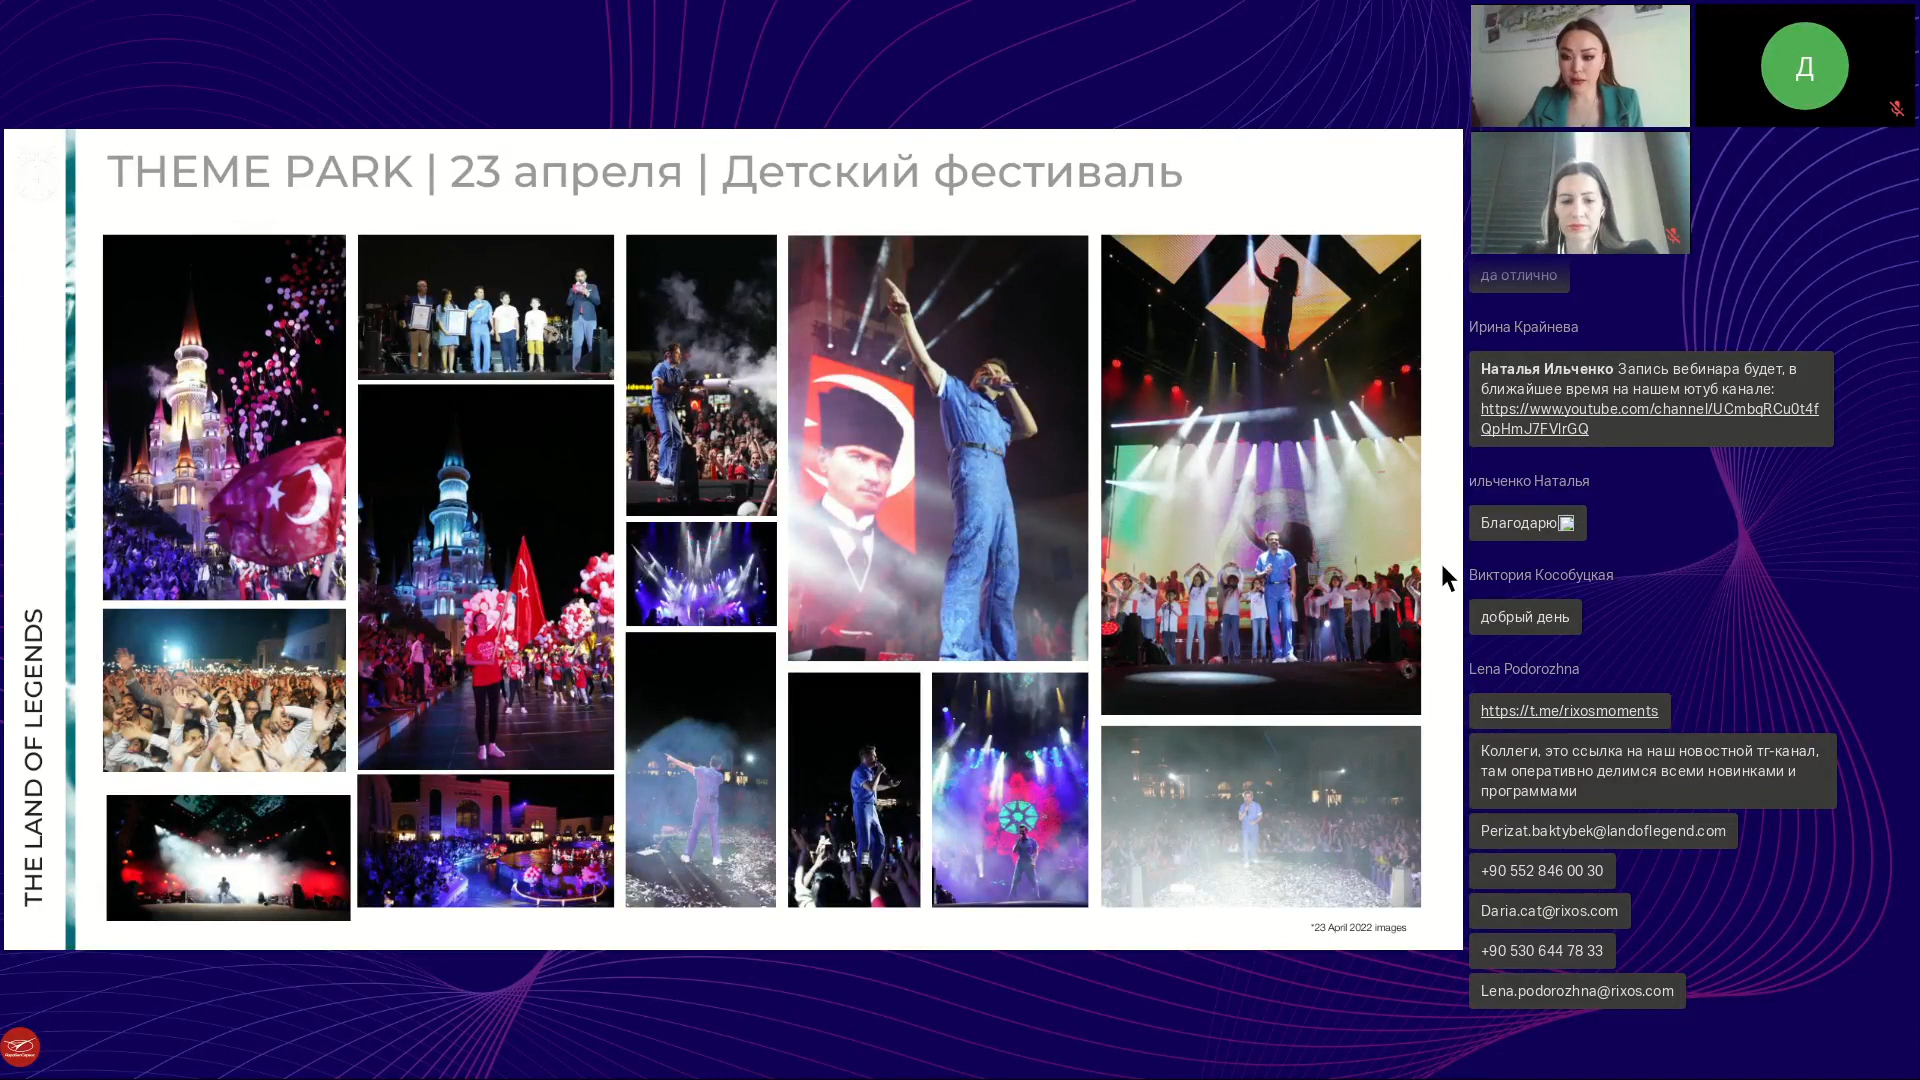 THEME PARK | 23 апреля | Детский фестиваль
THE LAND OF LEGENDS
*23 April 2022 images
Д
да отлично
Ирина Крайнева
Наталья Ильченко Запись вебинара будет, в
ближайшее время на нашем ютуб канале:
https://www.youtube.com/channel/UCmbqRCu0t4f
QpHmJ7FVlrGQ
ильченко Наталья
Благодарю
Виктория Кособуцкая
добрый день
Lena Podorozhna
https://t.me/rixosmoments
Коллеги, это ссылка на наш новостной тг-канал,
там оперативно делимся всеми новинками и
программами
Perizat.baktybek@landoflegend.com
+90 552 846 00 30
Daria.cat@rixos.com
+90 530 644 78 33
Lena.podorozhna@rixos.com